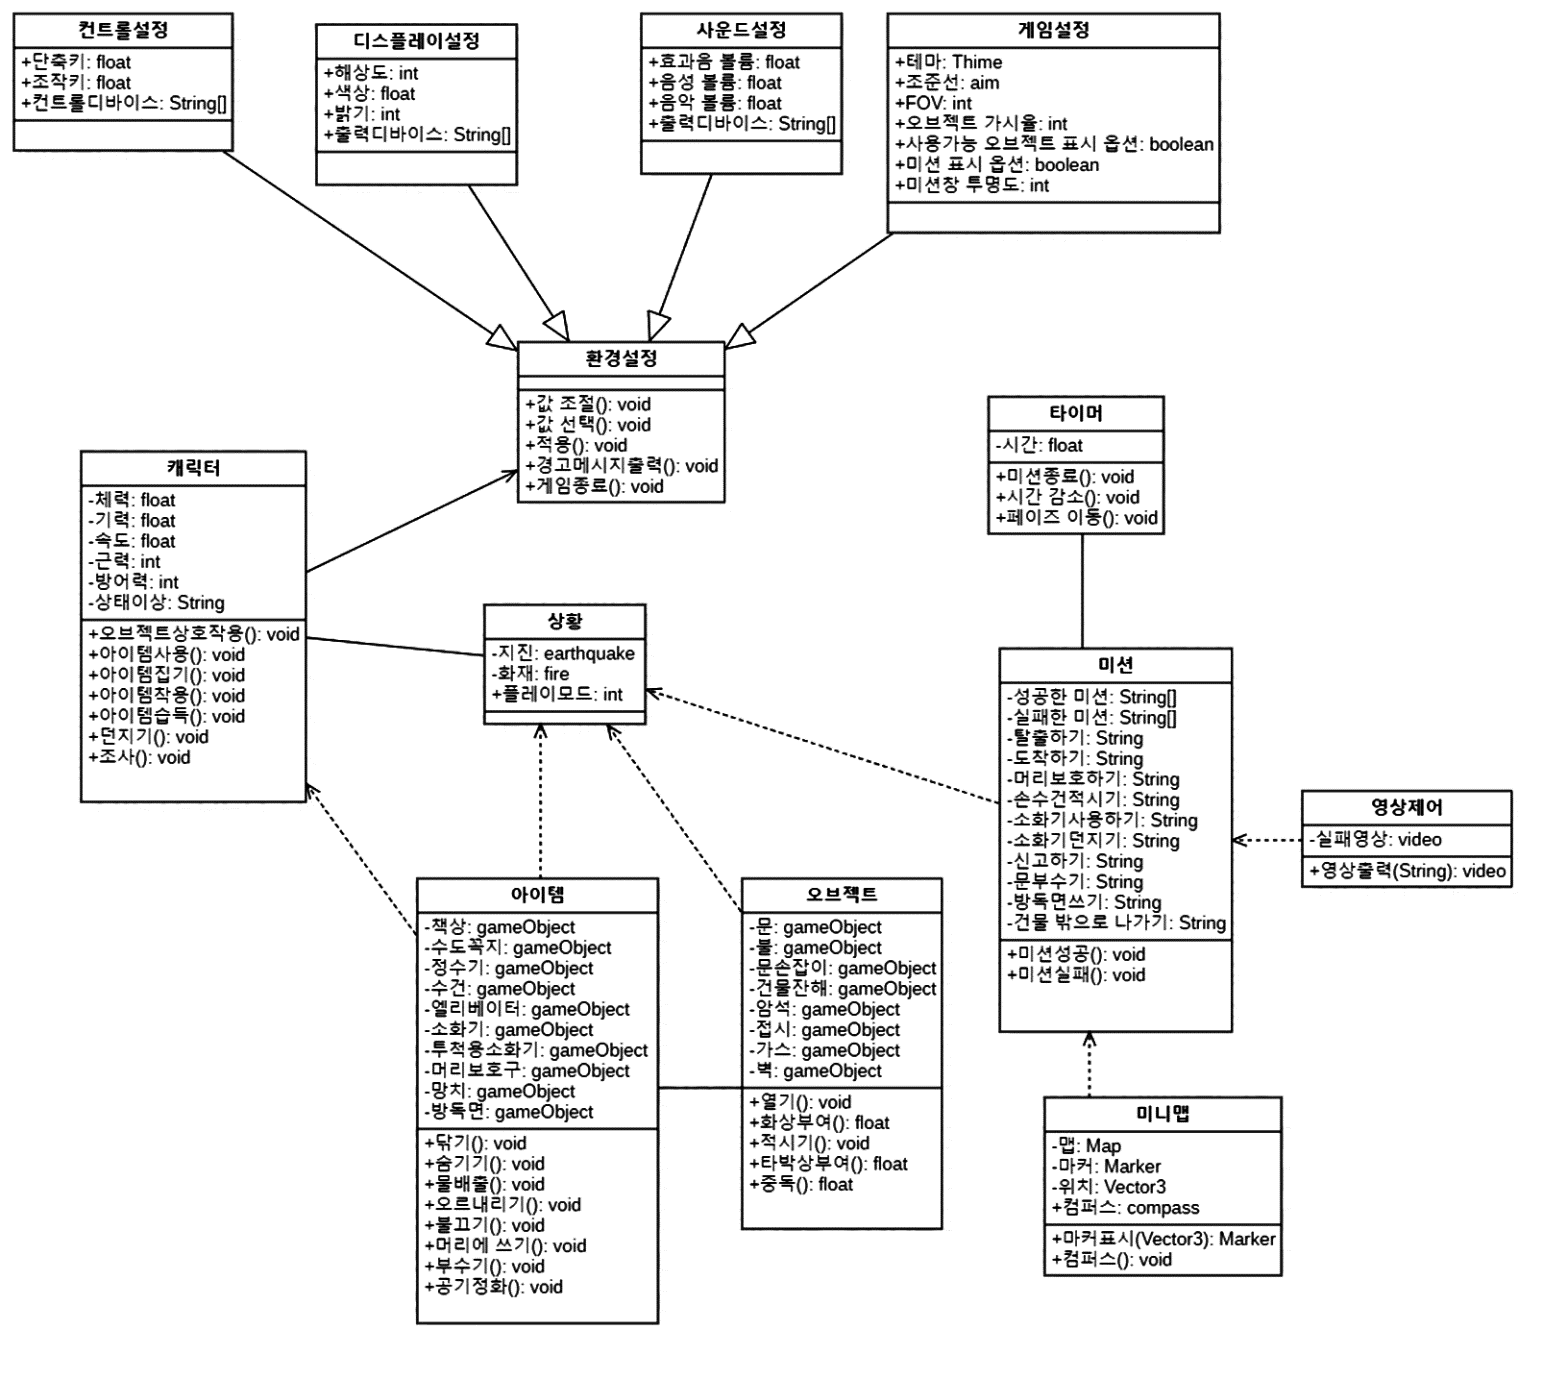 컨트롤설정
+단축키: float
+조작키: float
+컨트롤디바이스: String[]
디스플레이설정
+해상도: int
+색상: float
+밝기: int
+출력디바이스: String[]
사운드설정
+효과음 볼륨: float
+음성 볼륨: float
+음악 볼륨: float
+출력디바이스: String[]
게임설정
+테마: Thime
+조준선: aim
+FOV: int
+오브젝트 가시율: int
+사용가능 오브젝트 표시 옵션: boolean
+미션 표시 옵션: boolean
+미션창 투명도: int
환경설정
+값 조절(): void
+값 선택(): void
+적용(): void
+경고메시지출력(): void
+게임종료(): void
타이머
-시간: float
+미션종료(): void
+시간 감소(): void
+페이즈 이동(): void
캐릭터
-체력: float
-기력: float
-속도: float
-근력: int
-방어력: int
-상태이상: String
+오브젝트상호작용(): void
+아이템사용(): void
+아이템집기(): void
+아이템착용(): void
+아이템습득(): void
+던지기(): void
+조사(): void
상황
-지진: earthquake
-화재: fire
+플레이모드: int
미션
-성공한 미션: String[]
-실패한 미션: String[]
-탈출하기: String
-도착하기: String
-머리보호하기: String
-손수건적시기: String
-소화기사용하기: String
-소화기던지기: String
-신고하기: String
-문부수기: String
-방독면쓰기: String
-건물 밖으로 나가기: String
+미션성공(): void
+미션실패(): void
영상제어
-실패영상: video
+영상출력(String): video
아이템
-책상: gameObject
-수도꼭지: gameObject
-정수기: gameObject
-수건: gameObject
-엘리베이터: gameObject
-소화기: gameObject
-투척용소화기: gameObject
-머리보호구: gameObject
-망치: gameObject
-방독면: gameObject
+닦기(): void
+숨기기(): void
+물배출(): void
+오르내리기(): void
+불끄기(): void
+머리에 쓰기(): void
+부수기(): void
+공기정화(): void
오브젝트
-문: gameObject
-불: gameObject
-문손잡이: gameObject
-건물잔해: gameObject
-암석: gameObject
-접시: gameObject
-가스: gameObject
-벽: gameObject
+열기(): void
+화상부여(): float
+적시기(): void
+타박상부여(): float
+중독(): float
미니맵
-맵: Map
-마커: Marker
-위치: Vector3
+컴퍼스: compass
+마커표시(Vector3): Marker
+컴퍼스(): void